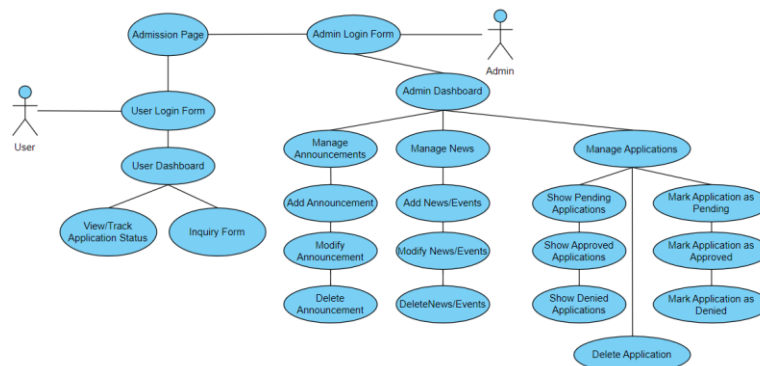 Admission Page
Admin Login Form
Admin
Admin Dashboard
User Login Form
User
User Dashboard
View/Track
Application Status
Inquiry Form
Manage
Announcements
Manage News
Manage Applications
Add Announcement
Add News/Events
Show Pending
Applications
Mark Application as
Pending
Modify
Announcement
Modify News/Events
Show Approved
Applications
Mark Application as
Approved
Delete
Announcement
DeleteNews/Events
Show Denied
Applications
Mark Application as
Denied
Delete Application